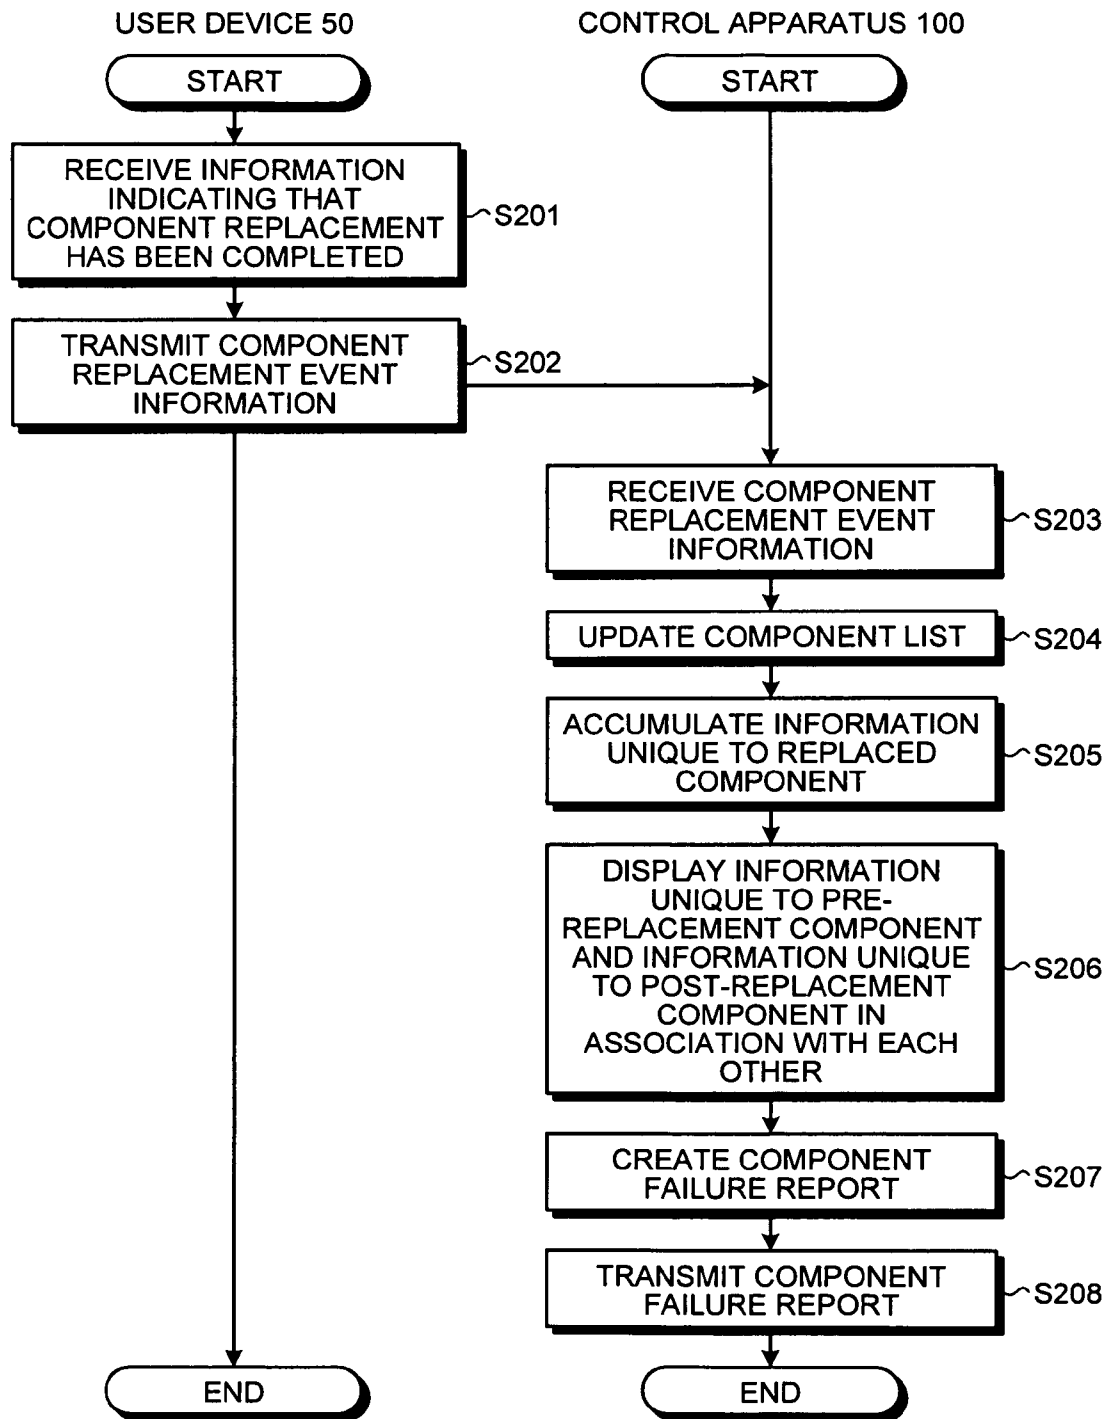 USER DEVICE 50
CONTROL APPARATUS 100
START
START
RECEIVE INFORMATION
INDICATING THAT
COMPONENT REPLACEMENT
HAS BEEN COMPLETED
S201
TRANSMIT COMPONENT
REPLACEMENT EVENT
INFORMATION
S202
RECEIVE COMPONENT
REPLACEMENT EVENT
INFORMATION
S203
UPDATE COMPONENT LIST
S204
ACCUMULATE INFORMATION
UNIQUE TO REPLACED
COMPONENT
S205
DISPLAY INFORMATION
UNIQUE TO PRE-
REPLACEMENT COMPONENT
AND INFORMATION UNIQUE
TO POST-REPLACEMENT
COMPONENT IN
ASSOCIATION WITH EACH
OTHER
S206
CREATE COMPONENT
FAILURE REPORT
S207
TRANSMIT COMPONENT
FAILURE REPORT
S208
END
END